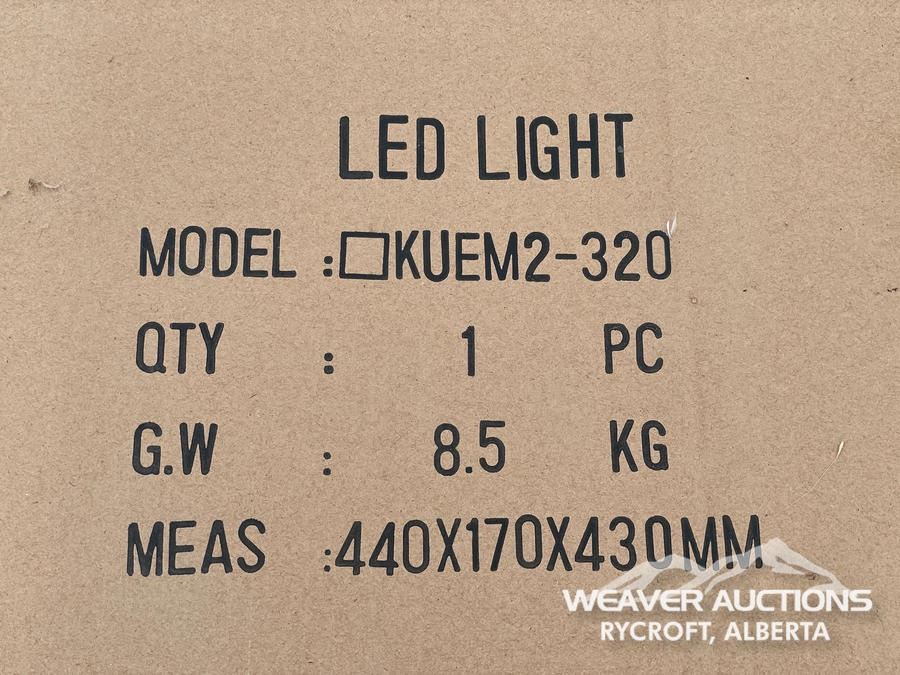 LED LIGHT
MODEL :□KUEM2-320
QTY : 1 PC
G.W : 8.5 KG
MEAS :440X170X430MM
WEAVER AUCTIONS
RYCROFT, ALBERTA